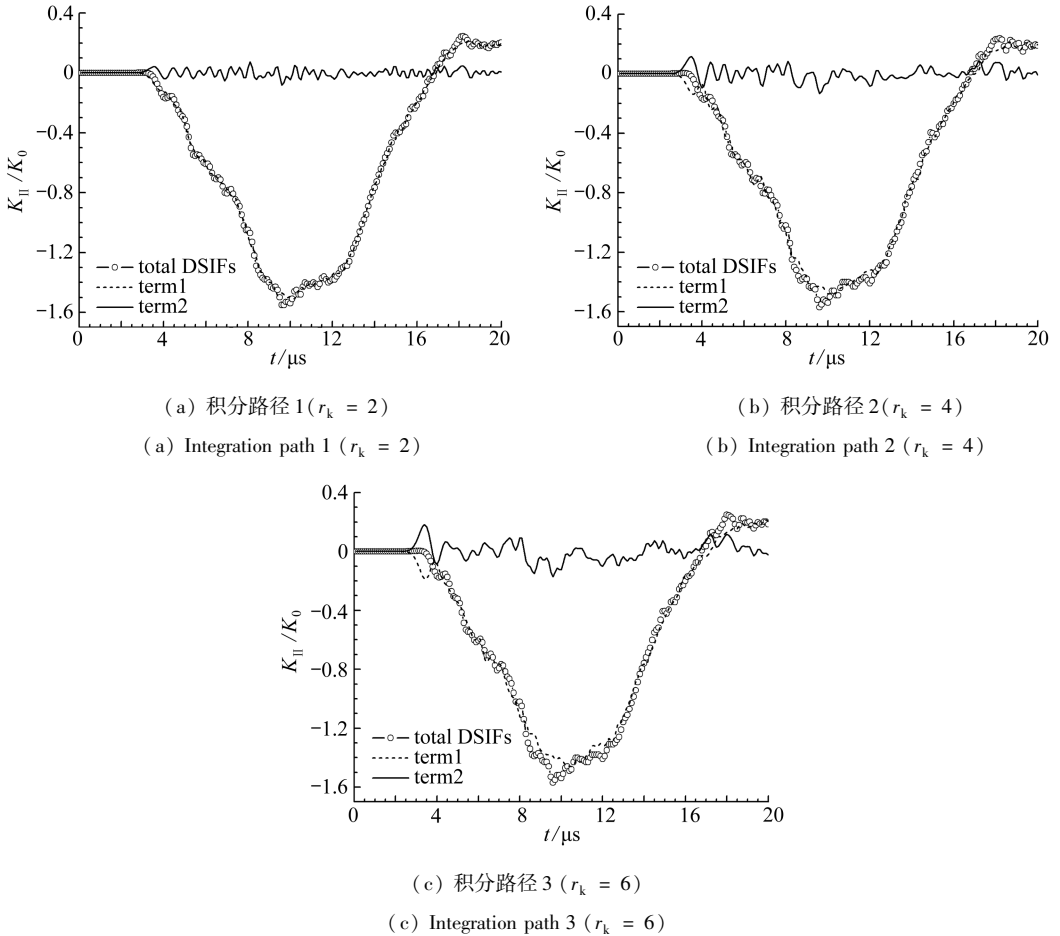 0.4
0
−0.4
−0.8
−1.2
−1.6
K_II /K_0
total DSIFs
term1
term2
0 4 8 12 16 20
t/μs
(a) 积分路径 1(r_k = 2)
(a) Integration path 1 (r_k = 2)
0.4
0
−0.4
−0.8
−1.2
−1.6
K_II /K_0
total DSIFs
term1
term2
0 4 8 12 16 20
t/μs
(b) 积分路径 2(r_k = 4)
(b) Integration path 2 (r_k = 4)
0.4
0
−0.4
−0.8
−1.2
−1.6
K_II /K_0
total DSIFs
term1
term2
0 4 8 12 16 20
t/μs
(c) 积分路径 3 (r_k = 6)
(c) Integration path 3 (r_k = 6)